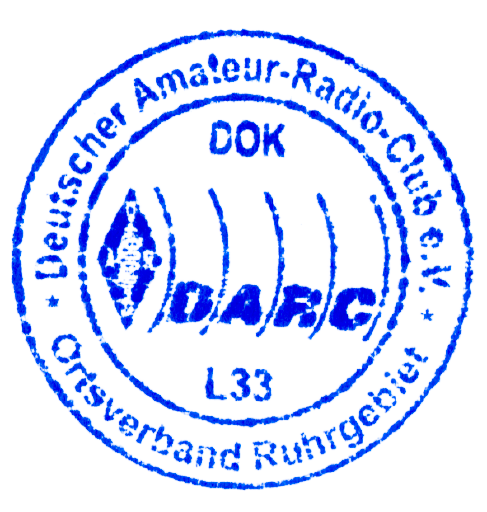 Deutscher Amateur-Radio-Club e.V.
DOK
DARC
L33
* Ortsverband Ruhrgebiet *